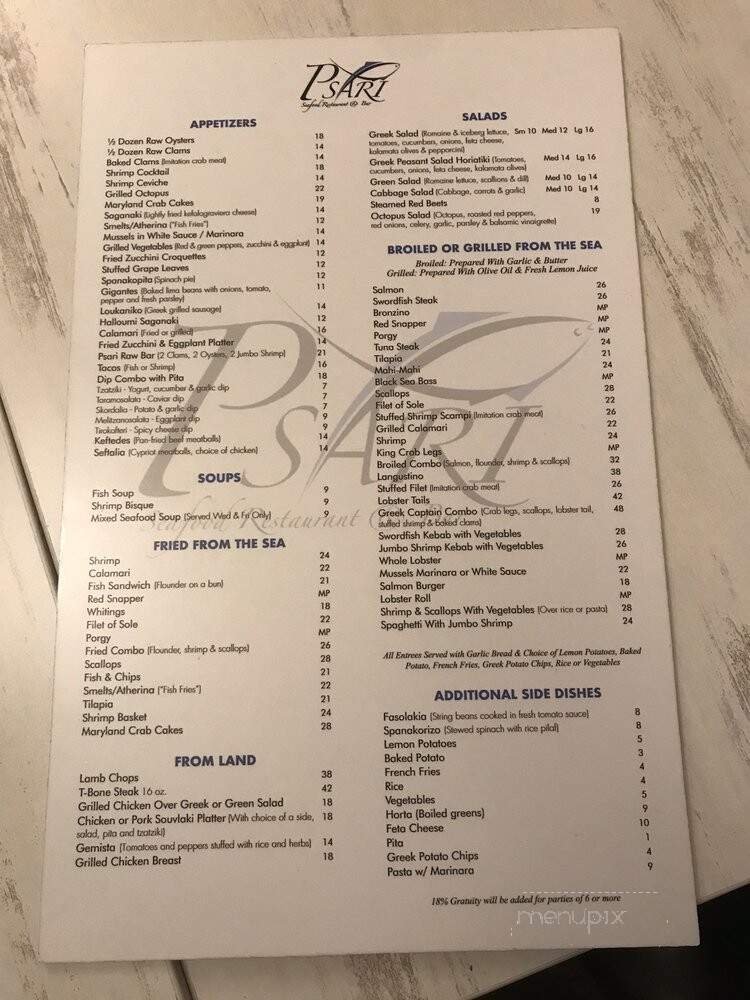 PSARI
Seafood Restaurant & Bar
APPETIZERS
½ Dozen Raw Oysters 18
½ Dozen Raw Clams 14
Baked Clams (Imitation crab meat) 14
Shrimp Cocktail 18
Shrimp Ceviche 14
Grilled Octopus 22
Maryland Crab Cakes 19
Saganaki (Lightly fried kefalograviera cheese) 14
Smelts/Atherina ("Fish Fries") 12
Mussels in White Sauce / Marinara 14
Grilled Vegetables (Red & green peppers, zucchini & eggplant) 14
Fried Zucchini Croquettes 12
Stuffed Grape Leaves 12
Spanakopita (Spinach pie) 12
Gigantes (Baked lima beans with onions, tomato, 11
pepper and fresh parsley)
Loukaniko (Greek grilled sausage) 14
Halloumi Saganaki 12
Calamari (Fried or grilled) 16
Fried Zucchini & Eggplant Platter 14
Psari Raw Bar (2 Clams, 2 Oysters, 2 Jumbo Shrimp) 21
Tacos (Fish or Shrimp) 16
Dip Combo with Pita 18
Tzatziki - Yogurt, cucumber & garlic dip 7
Taramosalata - Caviar dip 7
Skordalia - Potato & garlic dip 7
Melitzanosalata - Eggplant dip 9
Tirokafteri - Spicy cheese dip 9
Keftedes (Pan-fried beef meatballs) 14
Seftalia (Cypriot meatballs, choice of chicken) 14
SOUPS
Fish Soup 9
Shrimp Bisque 9
Mixed Seafood Soup (Served Wed & Fri Only) 9
FRIED FROM THE SEA
Shrimp 24
Calamari 22
Fish Sandwich (Flounder on a bun) 21
Red Snapper MP
Whitings 18
Filet of Sole 22
Porgy MP
Fried Combo (Flounder, shrimp & scallops) 26
Scallops 28
Fish & Chips 21
Smelts/Atherina ("Fish Fries") 22
Tilapia 21
Shrimp Basket 24
Maryland Crab Cakes 28
FROM LAND
Lamb Chops 38
T-Bone Steak 16 oz. 42
Grilled Chicken Over Greek or Green Salad 18
Chicken or Pork Souvlaki Platter (With choice of a side, 18
salad, pita and tzatziki)
Gemista (Tomatoes and peppers stuffed with rice and herbs) 14
Grilled Chicken Breast 18
SALADS
Greek Salad (Romaine & iceberg lettuce, Sm 10 Med 12 Lg 16
tomatoes, cucumbers, onions, feta cheese,
kalamata olives & pepporcini)
Greek Peasant Salad Horiatiki (Tomatoes, Med 14 Lg 16
cucumbers, onions, feta cheese, kalamata olives)
Green Salad (Romaine lettuce, scallions & dill) Med 10 Lg 14
Cabbage Salad (Cabbage, carrots & garlic) Med 10 Lg 14
Steamed Red Beets 8
Octopus Salad (Octopus, roasted red peppers, 19
red onions, celery, garlic, parsley & balsamic vinaigrette)
BROILED OR GRILLED FROM THE SEA
Broiled: Prepared With Garlic & Butter
Grilled: Prepared With Olive Oil & Fresh Lemon Juice
Salmon 26
Swordfish Steak 26
Bronzino MP
Red Snapper MP
Porgy MP
Tuna Steak 24
Tilapia 21
Mahi-Mahi 24
Black Sea Bass MP
Scallops 28
Filet of Sole 22
Stuffed Shrimp Scampi (Imitation crab meat) 26
Grilled Calamari 22
Shrimp 24
King Crab Legs MP
Broiled Combo (Salmon, flounder, shrimp & scallops) 32
Langustino 38
Stuffed Filet (Imitation crab meat) 26
Lobster Tails 42
Greek Captain Combo (Crab legs, scallops, lobster tail, 48
stuffed shrimp & baked clams)
Swordfish Kebab with Vegetables 28
Jumbo Shrimp Kebab with Vegetables 26
Whole Lobster MP
Mussels Marinara or White Sauce 22
Salmon Burger 18
Lobster Roll MP
Shrimp & Scallops With Vegetables (Over rice or pasta) 28
Spaghetti With Jumbo Shrimp 24
All Entrees Served with Garlic Bread & Choice of Lemon Potatoes, Baked
Potato, French Fries, Greek Potato Chips, Rice or Vegetables
ADDITIONAL SIDE DISHES
Fasolakia (String beans cooked in fresh tomato sauce) 8
Spanakorizo (Stewed spinach with rice pilaf) 8
Lemon Potatoes 5
Baked Potato 3
French Fries 4
Rice 4
Vegetables 5
Horta (Boiled greens) 9
Feta Cheese 10
Pita 1
Greek Potato Chips 4
Pasta w/ Marinara 9
18% Gratuity will be added for parties of 6 or more
PSARI
Seafood Restaurant
menupix